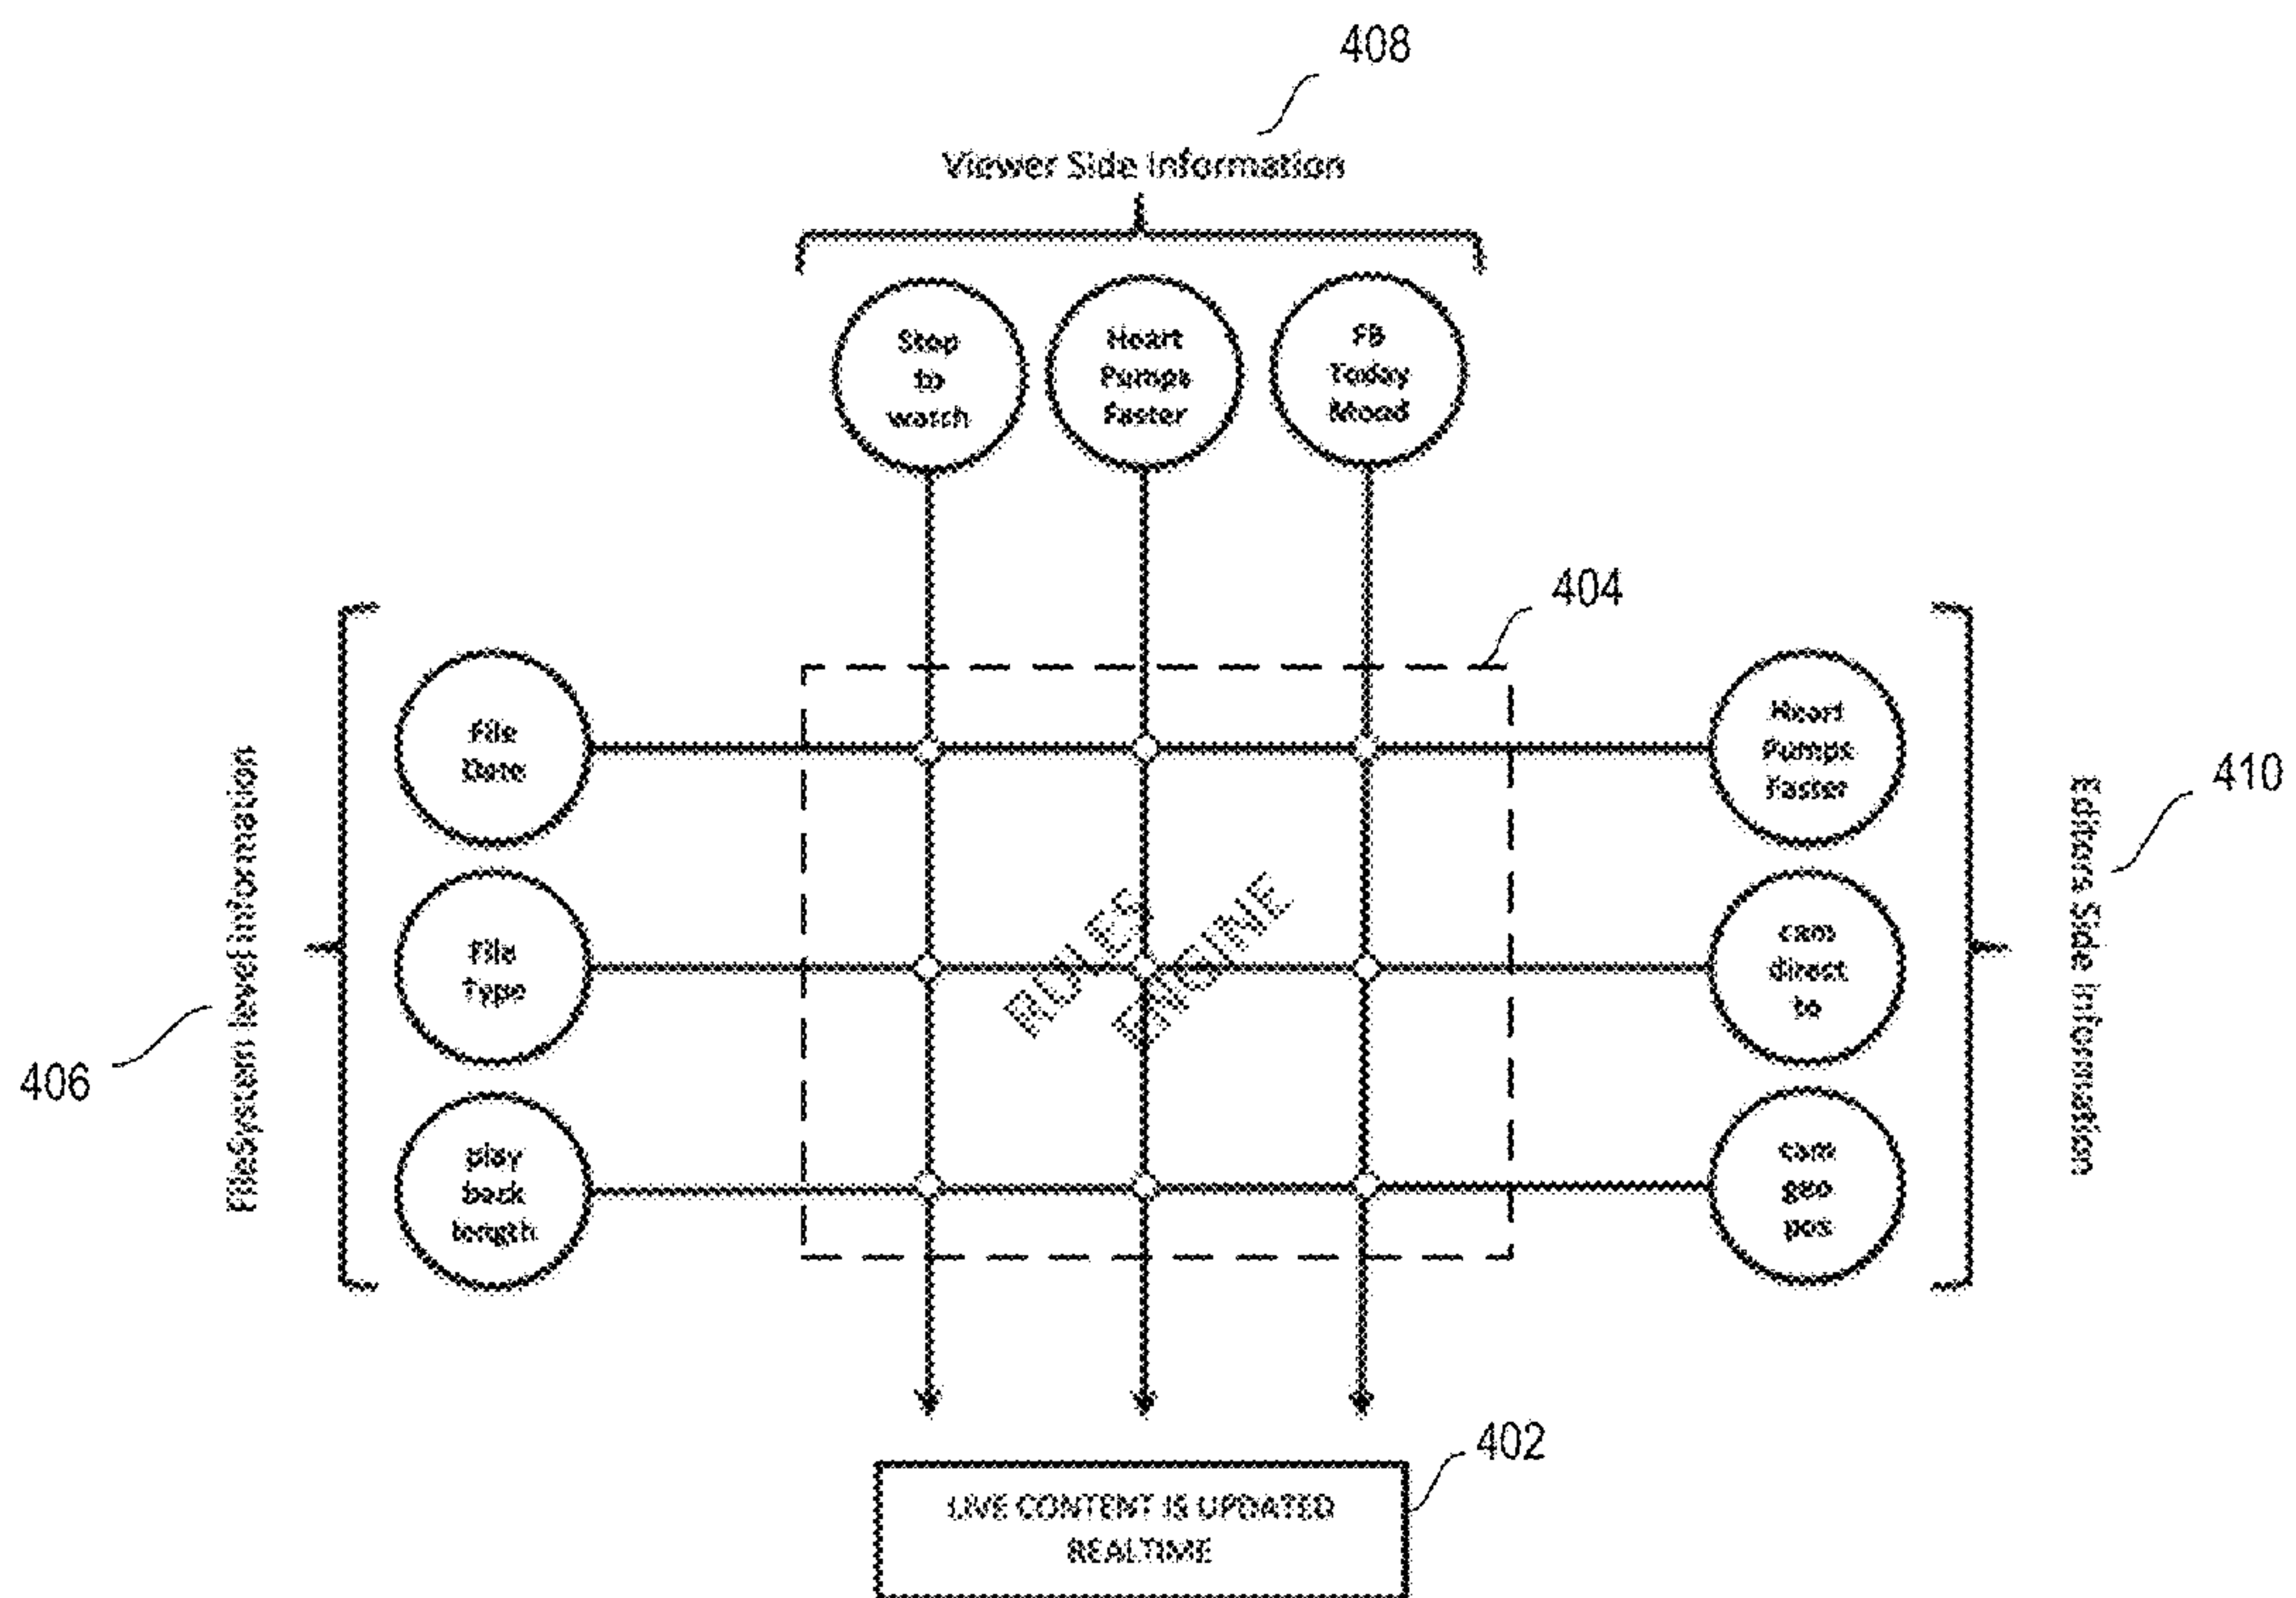 408
Viewer Side Information
Stop
to
watch
Heart
Pumps
Faster
FB
Today
Mood
404
File
Date
Heart
Pumps
Faster
410
Editors Side Information
FileSystem level information
406
File
Type
RULES
ENGINE
cam
direct
to
play
back
length
cam
geo
pos
402
LIVE CONTENT IS UPDATED
REALTIME